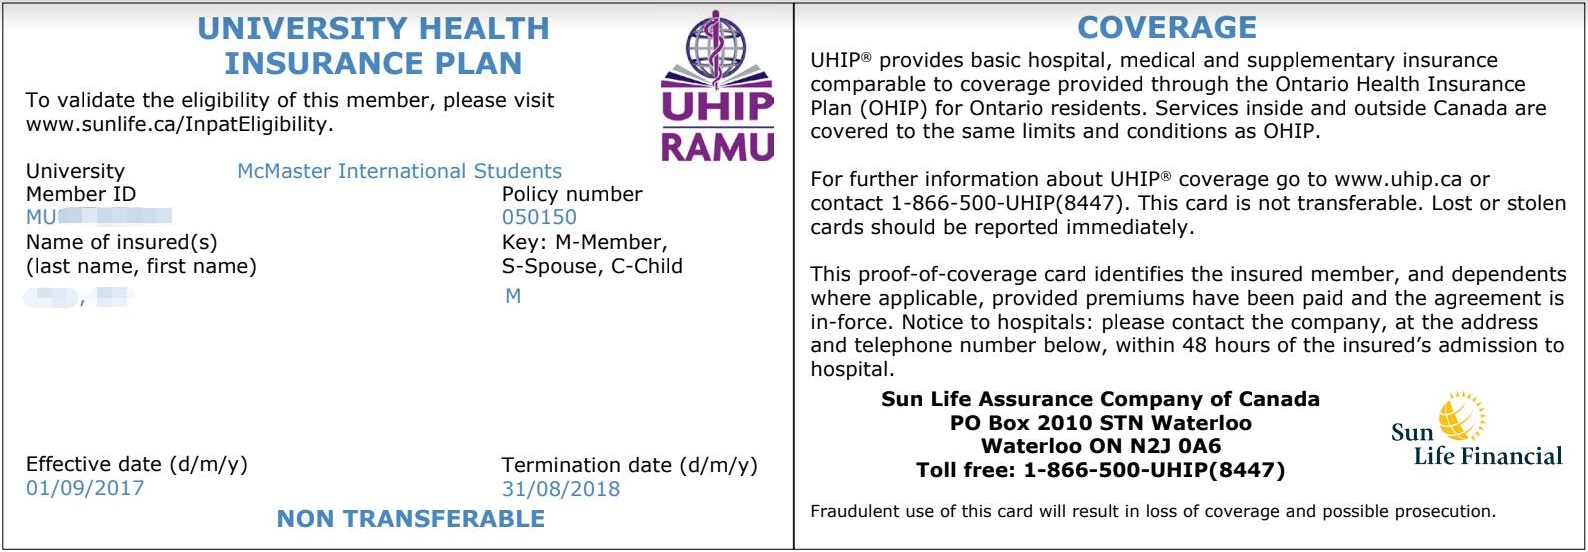 UNIVERSITY HEALTH
INSURANCE PLAN
To validate the eligibility of this member, please visit
www.sunlife.ca/InpatEligibility.
UHIP
RAMU
University McMaster International Students
Member ID Policy number
MU 050150
Name of insured(s) Key: M-Member,
(last name, first name) S-Spouse, C-Child
, M
Effective date (d/m/y) Termination date (d/m/y)
01/09/2017 31/08/2018
NON TRANSFERABLE
COVERAGE
UHIP® provides basic hospital, medical and supplementary insurance
comparable to coverage provided through the Ontario Health Insurance
Plan (OHIP) for Ontario residents. Services inside and outside Canada are
covered to the same limits and conditions as OHIP.
For further information about UHIP® coverage go to www.uhip.ca or
contact 1-866-500-UHIP(8447). This card is not transferable. Lost or stolen
cards should be reported immediately.
This proof-of-coverage card identifies the insured member, and dependents
where applicable, provided premiums have been paid and the agreement is
in-force. Notice to hospitals: please contact the company, at the address
and telephone number below, within 48 hours of the insured's admission to
hospital.
Sun Life Assurance Company of Canada
PO Box 2010 STN Waterloo
Waterloo ON N2J 0A6
Toll free: 1-866-500-UHIP(8447)
Sun
Life Financial
Fraudulent use of this card will result in loss of coverage and possible prosecution.